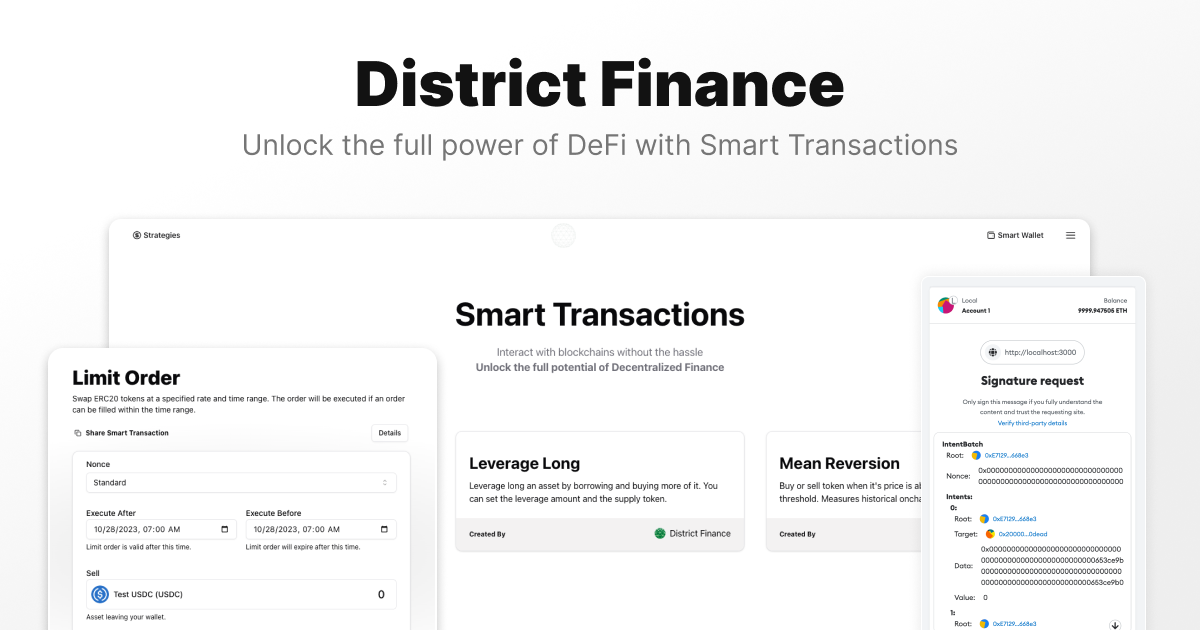 District Finance
Unlock the full power of DeFi with Smart Transactions
Strategies
Smart Wallet
Smart Transactions
Interact with blockchains without the hassle
Unlock the full potential of Decentralized Finance
Limit Order
Swap ERC20 tokens at a specified rate and time range. The order will be executed if an order
can be filled within the time range.
Share Smart Transaction
Details
Nonce
Standard
Execute After
Execute Before
10/28/2023, 07:00 AM
10/28/2023, 07:00 AM
Limit order is valid after this time.
Limit order will expire after this time.
Sell
Test USDC (USDC)
0
Asset leaving your wallet.
Leverage Long
Leverage long an asset by borrowing and buying more of it. You
can set the leverage amount and the supply token.
Created By
District Finance
Mean Reversion
Buy or sell token when it's price is
threshold. Measures historical
Created By
L
Local
Account 1
Balance
9999.947505 ETH
http://localhost:3000
Signature request
Only sign this message if you fully understand the
content and trust the requesting site.
Verify third-party details
IntentBatch
Root: 0xE7129...668e3
Nonce:
Intents:
0:
Root: 0xE7129...668e3
Target: 0x20000...0dead
Data:
Value: 0
1:
Root: 0xE7129...668e3